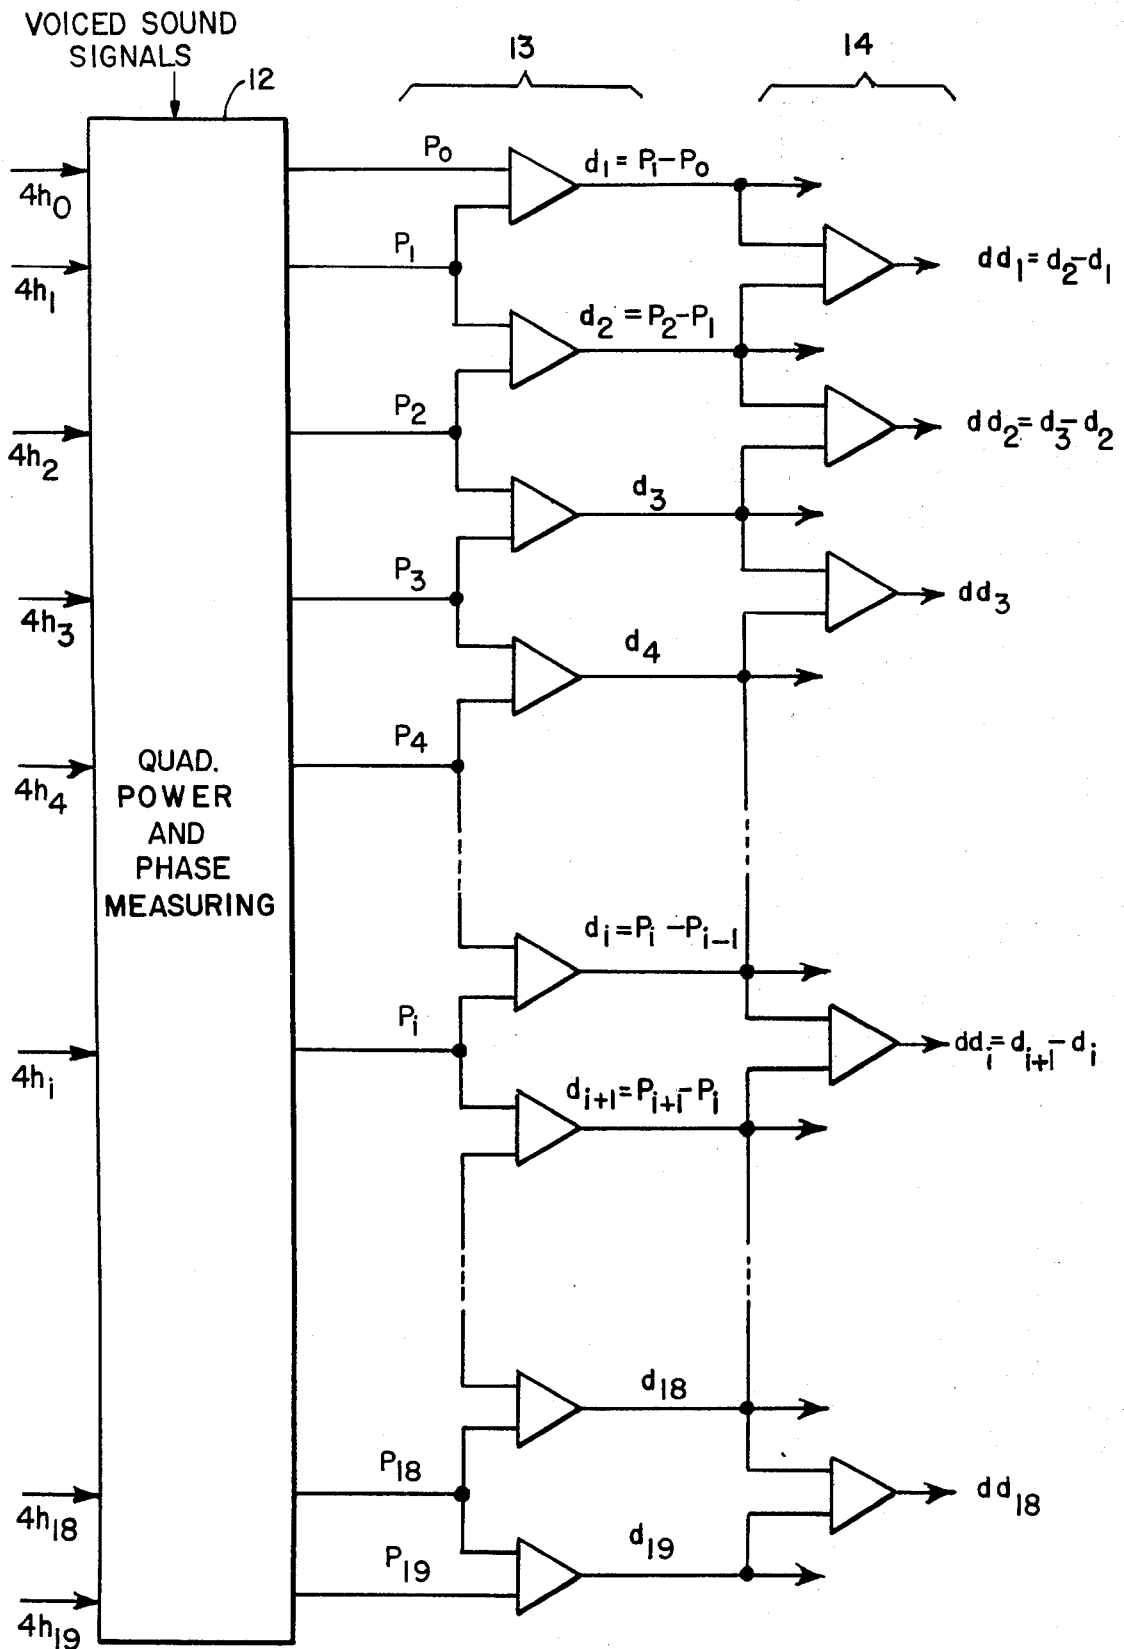 VOICED SOUND
SIGNALS
12
13
14
4h₀
4h₁
4h₂
4h₃
4h₄
4hᵢ
4h₁₈
4h₁₉
QUAD.
POWER
AND
PHASE
MEASURING
P₀
P₁
P₂
P₃
P₄
Pᵢ
P₁₈
P₁₉
d₁ = Pᵢ–P₀
d₂ = P₂–P₁
d₃
d₄
dᵢ = Pᵢ – Pᵢ₋₁
dᵢ₊₁ = Pᵢ₊ᵢ – Pᵢ
d₁₈
d₁₉
dd₁ = d₂–d₁
dd₂ = d₃–d₂
dd₃
ddᵢ = dᵢ₊₁ – dᵢ
dd₁₈